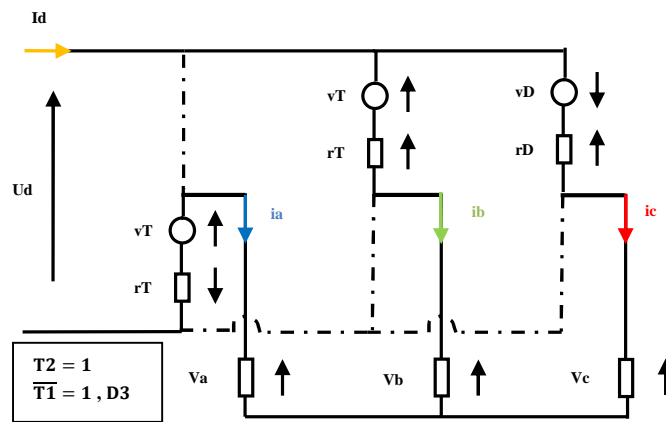 Id
vT
vD
rT
rD
Ud
ia
ib
ic
vT
rT
T2 = 1
T1̅ = 1 , D3
Va
Vb
Vc